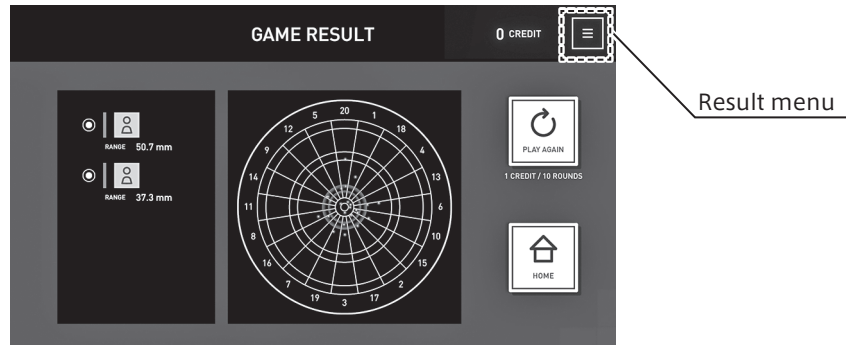 GAME RESULT
0 CREDIT
Result menu
RANGE 50.7 mm
RANGE 37.3 mm
20
1
18
4
13
6
10
15
2
17
3
19
7
16
8
11
14
9
12
5
PLAY AGAIN
1 CREDIT / 10 ROUNDS
HOME